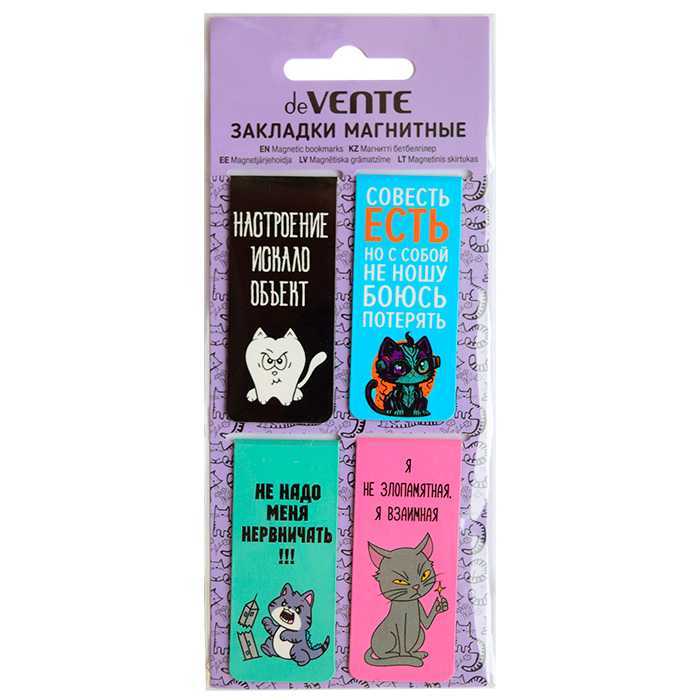 deVENTE
ЗАКЛАДКИ МАГНИТНЫЕ
EN Magnetic bookmarks KZ Магнитті бетбелгілер
EE Magnetjärjehoidja LV Magnētiska grāmatzīme LT Magnetinis skirtukas
НАСТРОЕНИЕ
ИСКАЛО
ОБЪЕКТ
СОВЕСТЬ
ЕСТЬ
НО С СОБОЙ
НЕ НОШУ
БОЮСЬ
ПОТЕРЯТЬ
НЕ НАДО
МЕНЯ
НЕРВНИЧАТЬ
!!!
Я
НЕ ЗЛОПАМЯТНАЯ.
Я ВЗАИМНАЯ